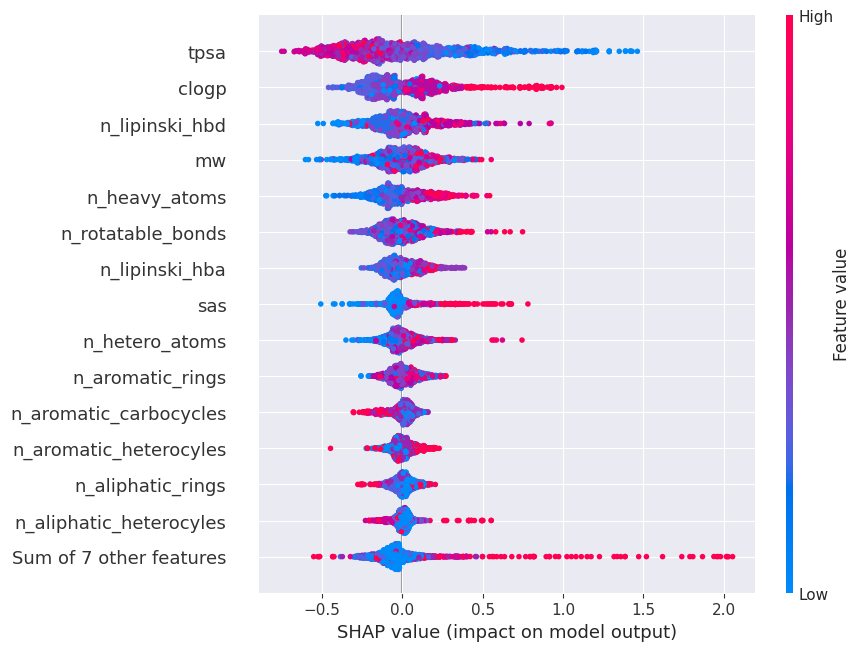 High
tpsa
clogp
n_lipinski_hbd
mw
n_heavy_atoms
n_rotatable_bonds
n_lipinski_hba
sas
n_hetero_atoms
n_aromatic_rings
n_aromatic_carbocycles
n_aromatic_heterocyles
n_aliphatic_rings
n_aliphatic_heterocyles
Sum of 7 other features
Feature value
Low
−0.5 0.0 0.5 1.0 1.5 2.0
SHAP value (impact on model output)